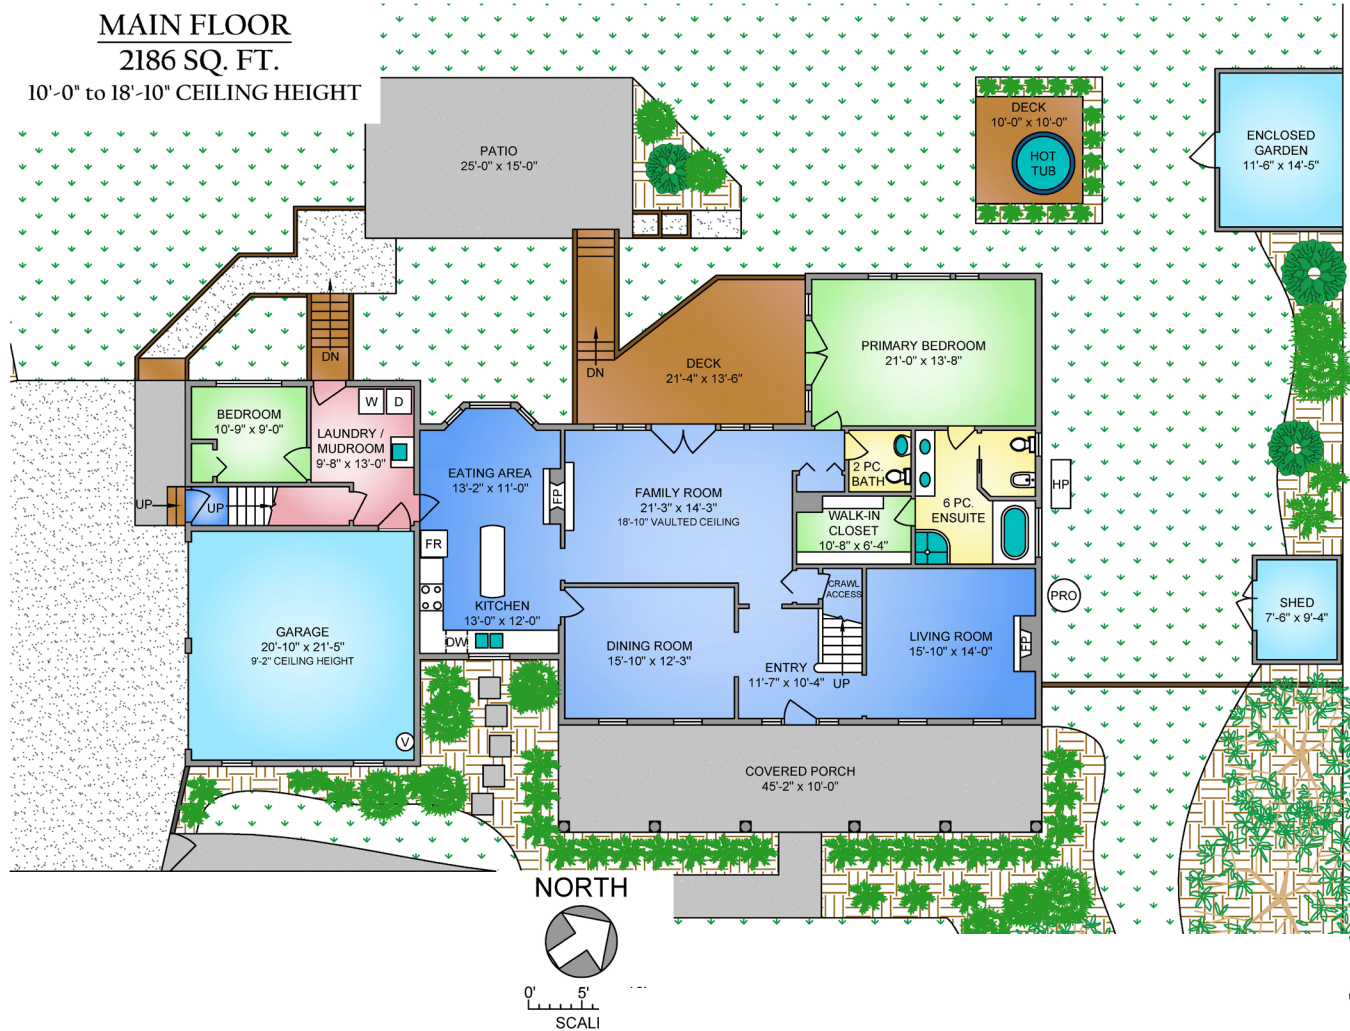 MAIN FLOOR
2186 SQ. FT.
10'-0" to 18'-10" CEILING HEIGHT
PATIO
25'-0" x 15'-0"
DECK
10'-0" x 10'-0"
HOT
TUB
ENCLOSED
GARDEN
11'-6" x 14'-5"
DN
DN
DECK
21'-4" x 13'-6"
PRIMARY BEDROOM
21'-0" x 13'-8"
W
D
BEDROOM
10'-9" x 9'-0"
LAUNDRY /
MUDROOM
9'-8" x 13'-0"
UP
UP
EATING AREA
13'-2" x 11'-0"
FP
FAMILY ROOM
21'-3" x 14'-3"
18'-10" VAULTED CEILING
2 PC.
BATH
6 PC.
ENSUITE
HP
WALK-IN
CLOSET
10'-8" x 6'-4"
FR
KITCHEN
13'-0" x 12'-0"
DW
CRAWL
ACCESS
PRO
SHED
7'-6" x 9'-4"
GARAGE
20'-10" x 21'-5"
9'-2" CEILING HEIGHT
V
DINING ROOM
15'-10" x 12'-3"
ENTRY
11'-7" x 10'-4"
UP
LIVING ROOM
15'-10" x 14'-0"
FP
COVERED PORCH
45'-2" x 10'-0"
NORTH
0' 5'